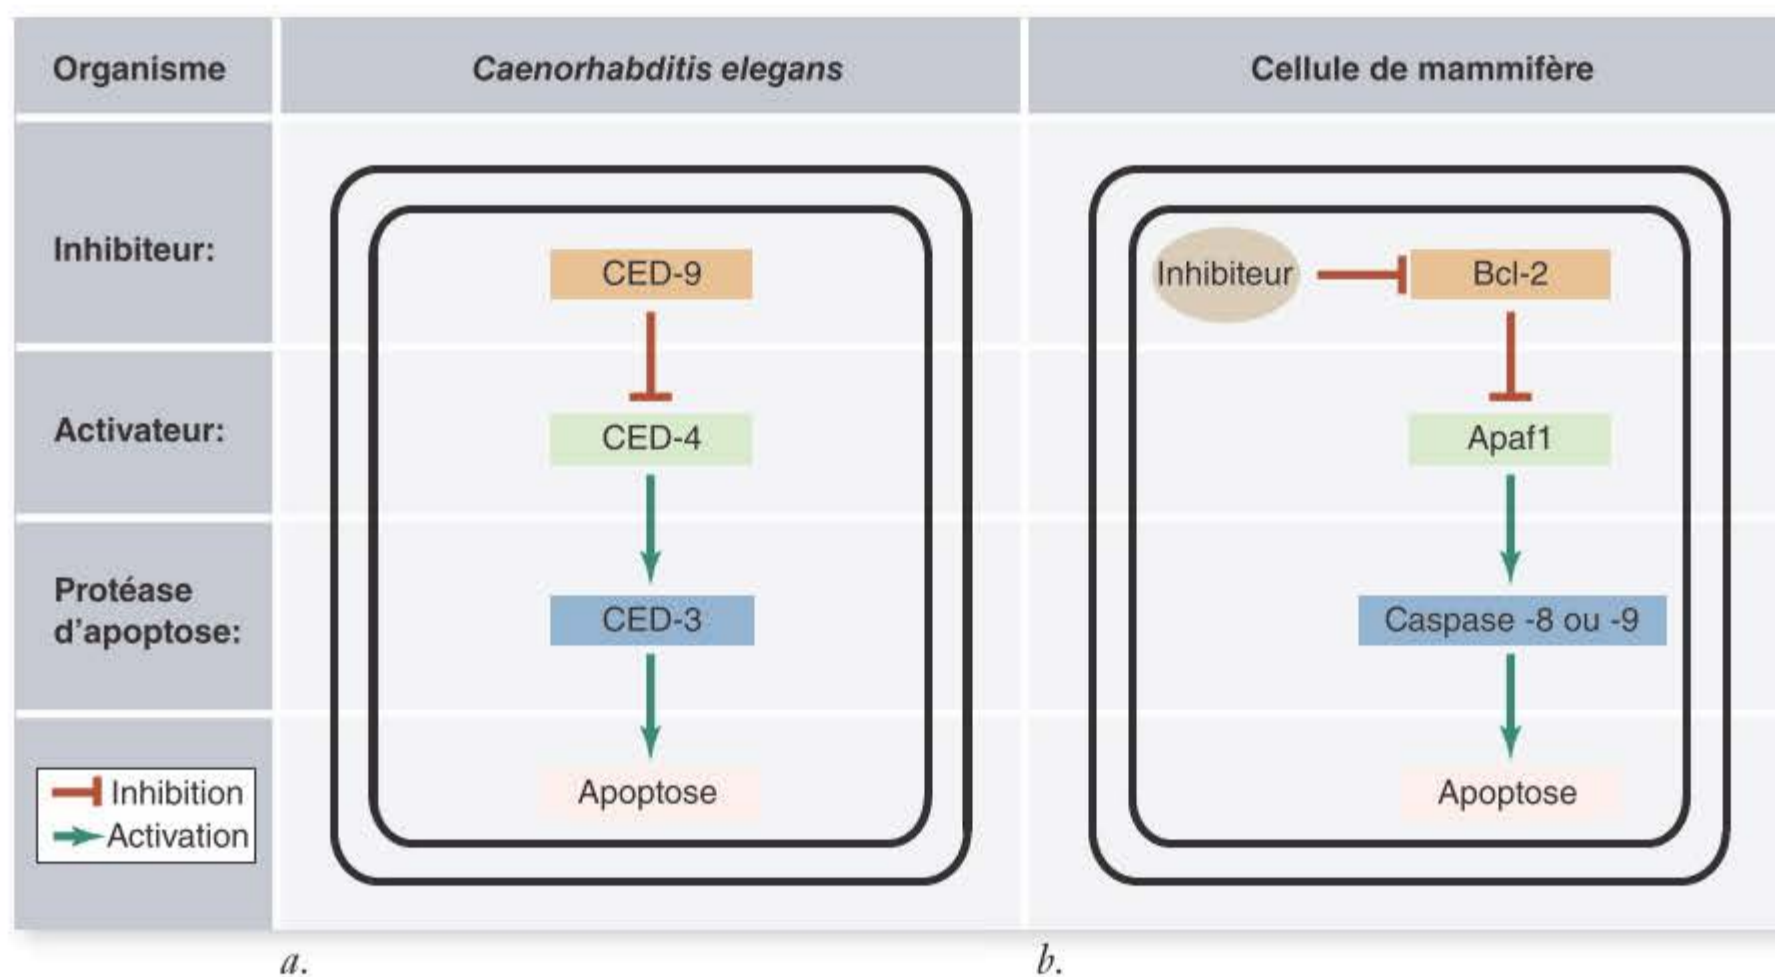 Organisme
Caenorhabditis elegans
Cellule de mammifère
Inhibiteur:
CED-9
Inhibiteur
Bcl-2
Activateur:
CED-4
Apaf1
Protéase
d'apoptose:
CED-3
Caspase -8 ou -9
Inhibition
Activation
Apoptose
Apoptose
a.
b.